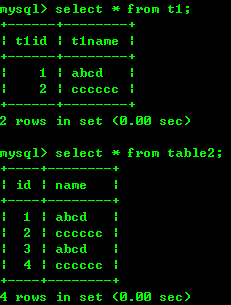 mysql> select * from t1;
+------+--------+
¦ t1id ¦ t1name ¦
+------+--------+
¦    1 ¦ abcd   ¦
¦    2 ¦ cccccc ¦
+------+--------+
2 rows in set (0.00 sec)
mysql> select * from table2;
+----+--------+
¦ id ¦ name   ¦
+----+--------+
¦  1 ¦ abcd   ¦
¦  2 ¦ cccccc ¦
¦  3 ¦ abcd   ¦
¦  4 ¦ cccccc ¦
+----+--------+
4 rows in set (0.00 sec)